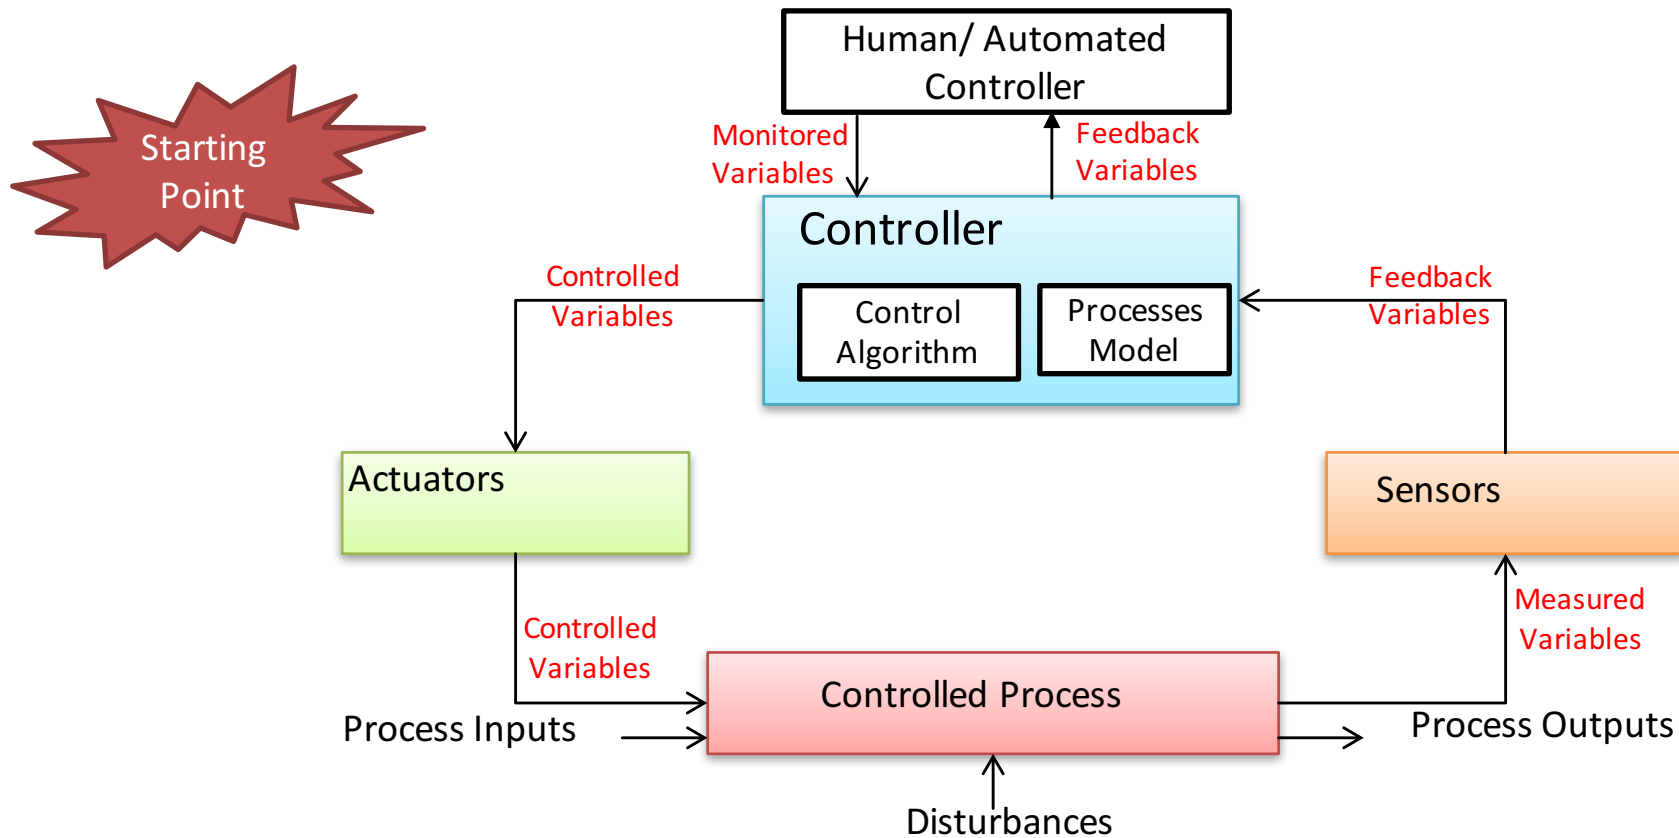 Human/ Automated
Controller
Starting
Point
Monitored
Variables
Feedback
Variables
Controller
Controlled
Variables
Control
Algorithm
Processes
Model
Feedback
Variables
Actuators
Sensors
Controlled
Variables
Measured
Variables
Controlled Process
Process Inputs
Process Outputs
Disturbances